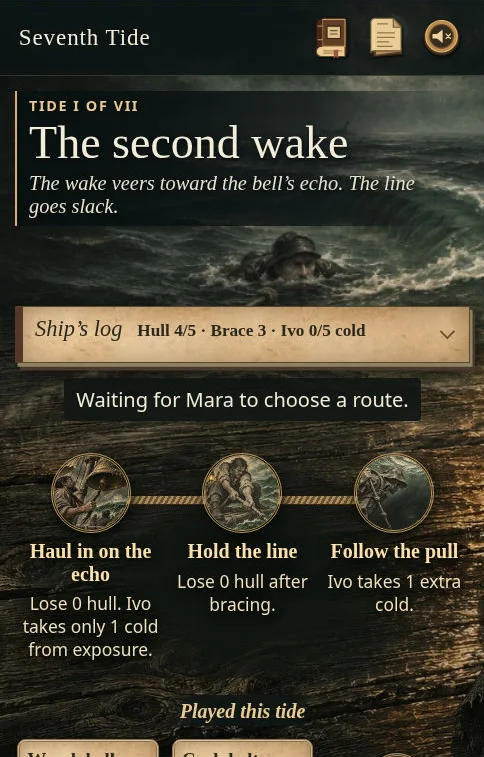 Seventh Tide
TIDE I OF VII
The second wake
The wake veers toward the bell’s echo. The line
goes slack.
Ship’s log Hull 4/5 · Brace 3 · Ivo 0/5 cold
Waiting for Mara to choose a route.
Haul in on the
echo
Lose 0 hull. Ivo
takes only 1 cold
from exposure.
Hold the line
Lose 0 hull after
bracing.
Follow the pull
Ivo takes 1 extra
cold.
Played this tide